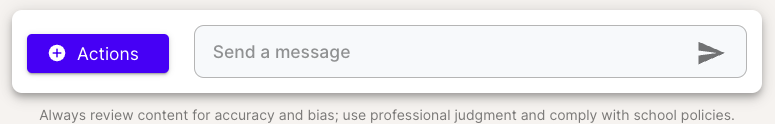 Actions
Send a message
Always review content for accuracy and bias; use professional judgment and comply with school policies.